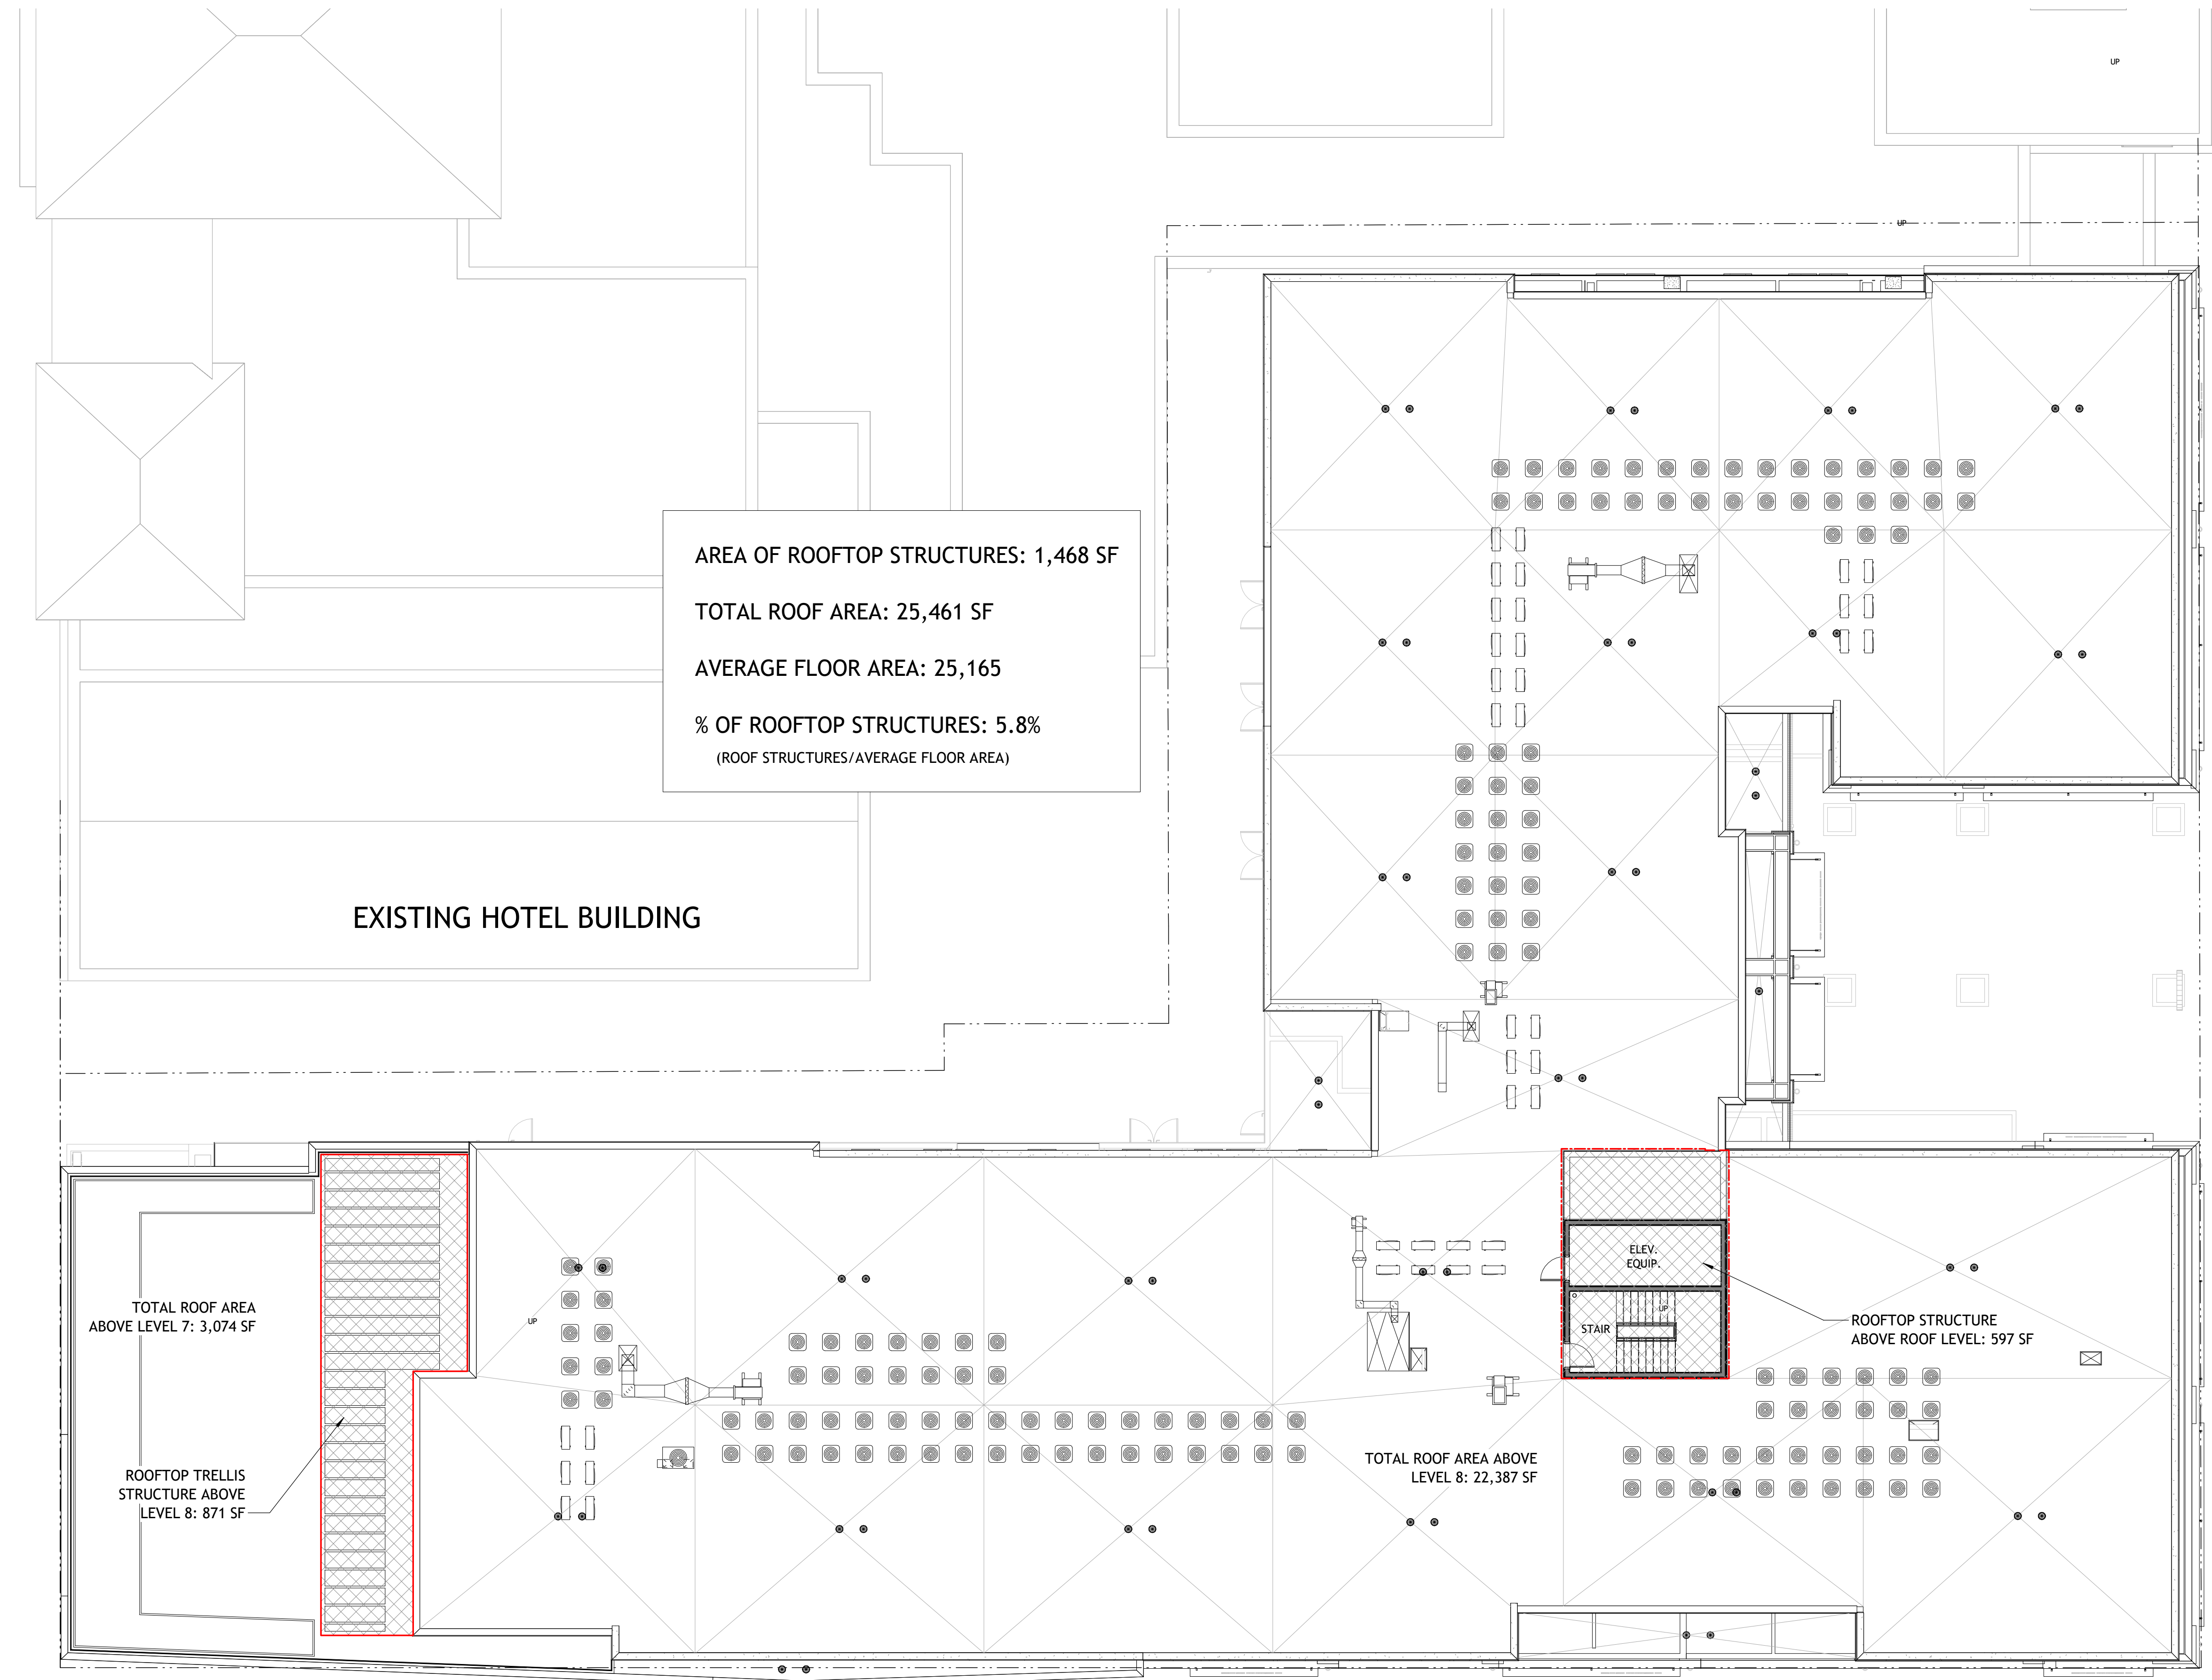 UP
UP
AREA OF ROOFTOP STRUCTURES: 1,468 SF
TOTAL ROOF AREA: 25,461 SF
AVERAGE FLOOR AREA: 25,165
% OF ROOFTOP STRUCTURES: 5.8%
(ROOF STRUCTURES/AVERAGE FLOOR AREA)
EXISTING HOTEL BUILDING
ELEV.
EQUIP.
UP
STAIR
TOTAL ROOF AREA
ABOVE LEVEL 7: 3,074 SF
UP
ROOFTOP STRUCTURE
ABOVE ROOF LEVEL: 597 SF
ROOFTOP TRELLIS
STRUCTURE ABOVE
LEVEL 8: 871 SF
TOTAL ROOF AREA ABOVE
LEVEL 8: 22,387 SF